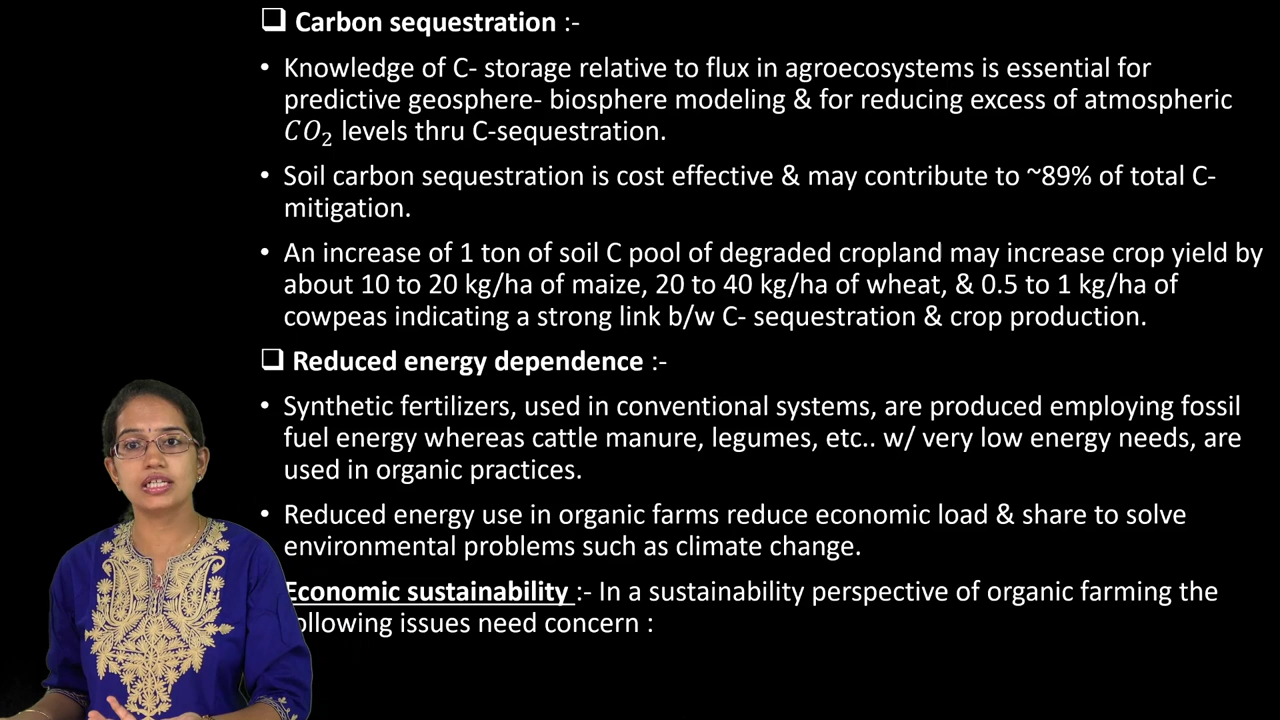 ❑ Carbon sequestration :-
• Knowledge of C- storage relative to flux in agroecosystems is essential for
predictive geosphere- biosphere modeling & for reducing excess of atmospheric
CO₂ levels thru C-sequestration.
• Soil carbon sequestration is cost effective & may contribute to ~89% of total C-
mitigation.
• An increase of 1 ton of soil C pool of degraded cropland may increase crop yield by
about 10 to 20 kg/ha of maize, 20 to 40 kg/ha of wheat, & 0.5 to 1 kg/ha of
cowpeas indicating a strong link b/w C- sequestration & crop production.
❑ Reduced energy dependence :-
• Synthetic fertilizers, used in conventional systems, are produced employing fossil
fuel energy whereas cattle manure, legumes, etc.. w/ very low energy needs, are
used in organic practices.
• Reduced energy use in organic farms reduce economic load & share to solve
environmental problems such as climate change.
Economic sustainability :- In a sustainability perspective of organic farming the
ollowing issues need concern :